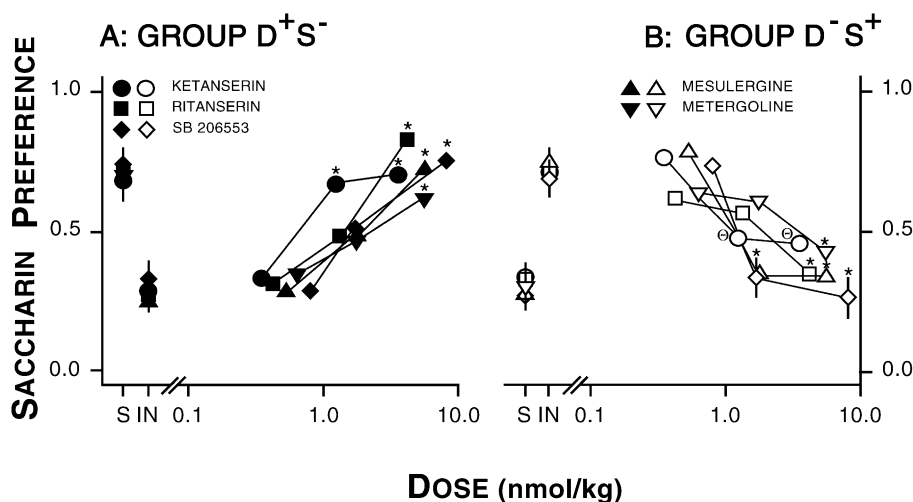 A: GROUP D+S-
B: GROUP D-S+
SACCHARIN PREFERENCE
KETANSERIN
RITANSERIN
SB 206553
MESULERGINE
METERGOLINE
1.0
0.5
0.0
1.0
0.5
0.0
* * * * * *
Θ Θ * * * * *
S IN 0.1 1.0 10.0
S IN 0.1 1.0 10.0
DOSE (nmol/kg)